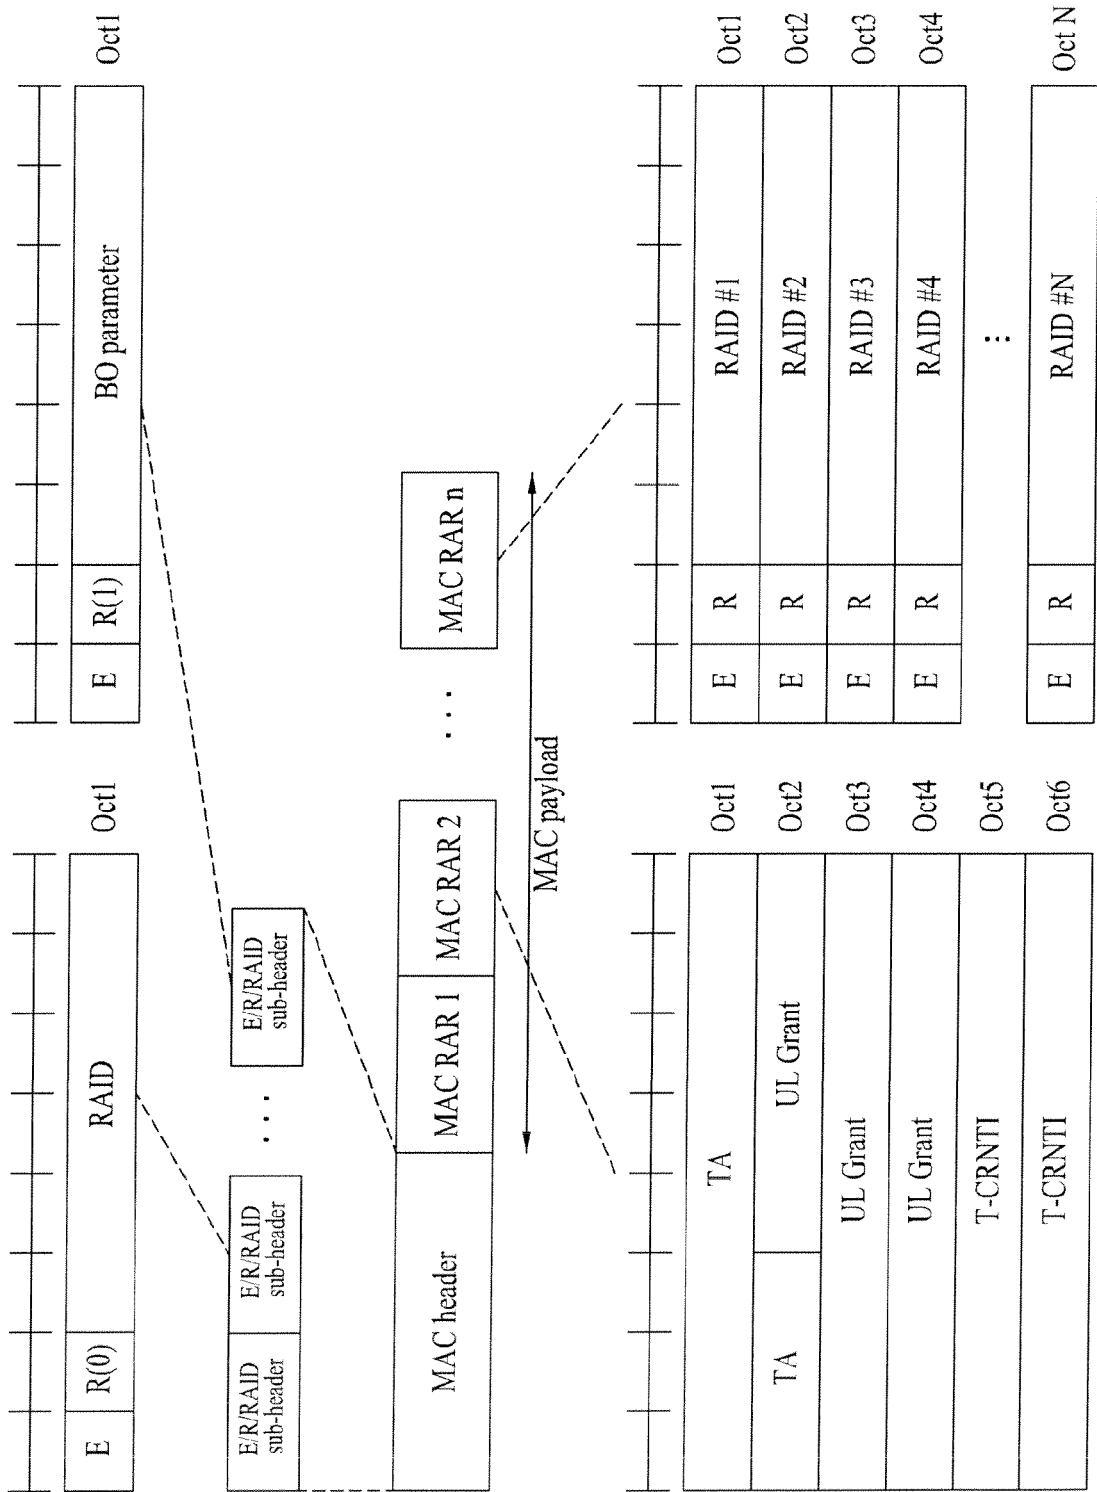 E R(0) RAID Oct1
E R(1) BO parameter Oct1
E/R/RAID
sub-header
E/R/RAID
sub-header
...
E/R/RAID
sub-header
MAC header MAC RAR 1 MAC RAR 2 ... MAC RAR n
MAC payload
TA Oct1
TA UL Grant Oct2
UL Grant Oct3
UL Grant Oct4
T-CRNTI Oct5
T-CRNTI Oct6
E R RAID #1 Oct1
E R RAID #2 Oct2
E R RAID #3 Oct3
E R RAID #4 Oct4
...
E R RAID #N Oct N